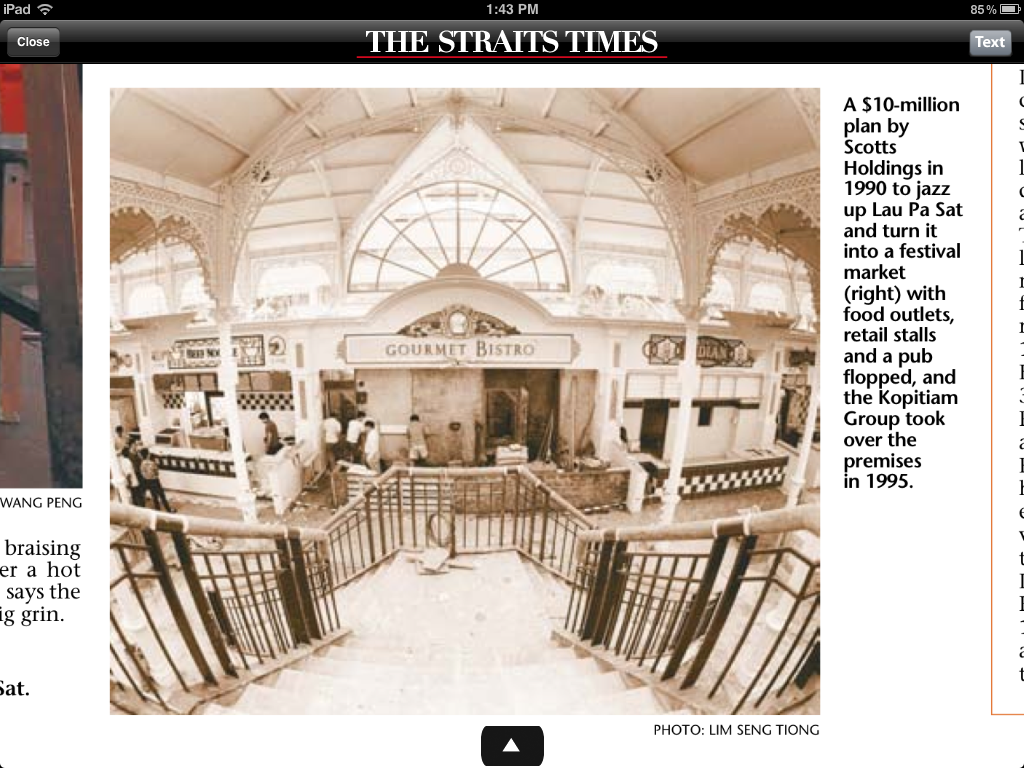 iPad
1:43 PM
85%
Close
THE STRAITS TIMES
Text
A $10-million
plan by
Scotts
Holdings in
1990 to jazz
up Lau Pa Sat
and turn it
into a festival
market
(right) with
food outlets,
retail stalls
and a pub
flopped, and
the Kopitiam
Group took
over the
premises
in 1995.
BEEF NOODLE
GOURMET BISTRO
WANG PENG
braising
er a hot
says the
ig grin.
Sat.
PHOTO: LIM SENG TIONG